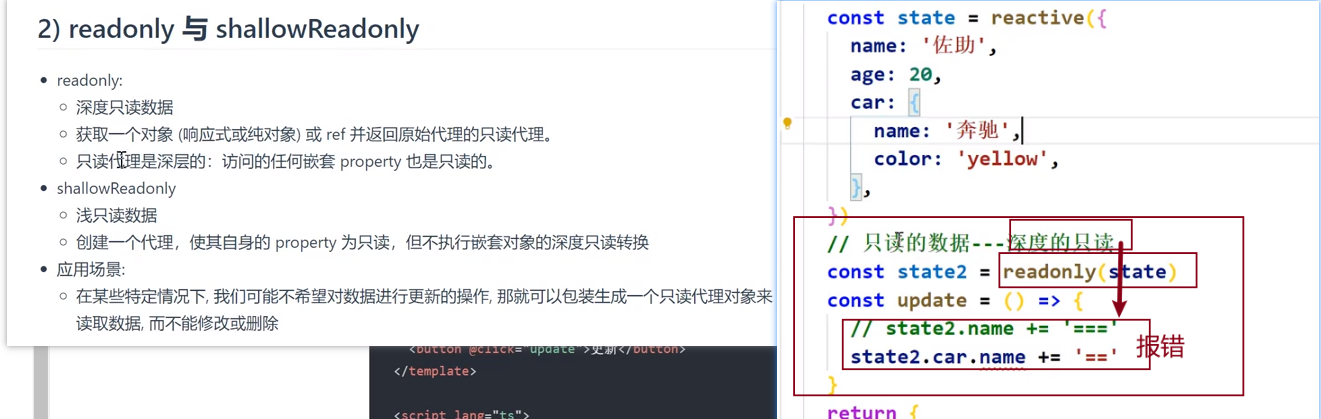 2) readonly 与 shallowReadonly
readonly:
深度只读数据
获取一个对象 (响应式或纯对象) 或 ref 并返回原始代理的只读代理。
只读代理是深层的：访问的任何嵌套 property 也是只读的。
shallowReadonly
浅只读数据
创建一个代理，使其自身的 property 为只读，但不执行嵌套对象的深度只读转换
应用场景:
在某些特定情况下, 我们可能不希望对数据进行更新的操作, 那就可以包装生成一个只读代理对象来
读取数据, 而不能修改或删除
<button @click="update">更新</button>
</template>
<script lang="ts">
const state = reactive({
name: '佐助',
age: 20,
car: {
name: '奔驰',
color: 'yellow',
},
})
// 只读的数据---深度的只读
const state2 = readonly(state)
const update = () => {
// state2.name += '==='
state2.car.name += '=='
报错
}
return {